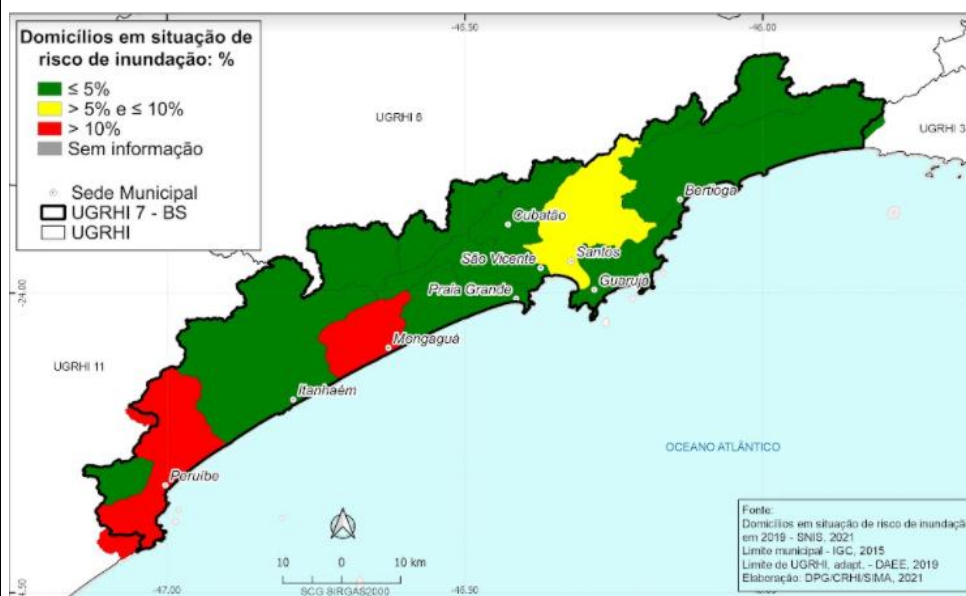 Domicílios em situação de
risco de inundação: %
≤ 5%
> 5% e ≤ 10%
> 10%
Sem informação
Sede Municipal
UGRHI 7 - BS
UGRHI
-46.50
-46.00
UGRHI 6
UGRHI 3
Bertioga
Cubatão
Santos
São Vicente
Guarujá
Praia Grande
-24.00
Mongaguá
UGRHI 11
Itanhaém
OCEANO ATLÂNTICO
Peruíbe
10 0 10 km
SCG SIRGAS2000
-47.00
-46.50
Fonte:
Domicílios em situação de risco de inundaçã
em 2019 - SNIS, 2021
Limite municipal - IGC, 2015
Limite de UGRHI, adapt. - DAEE, 2019
Elaboração: DPG/CRHI/SIMA, 2021